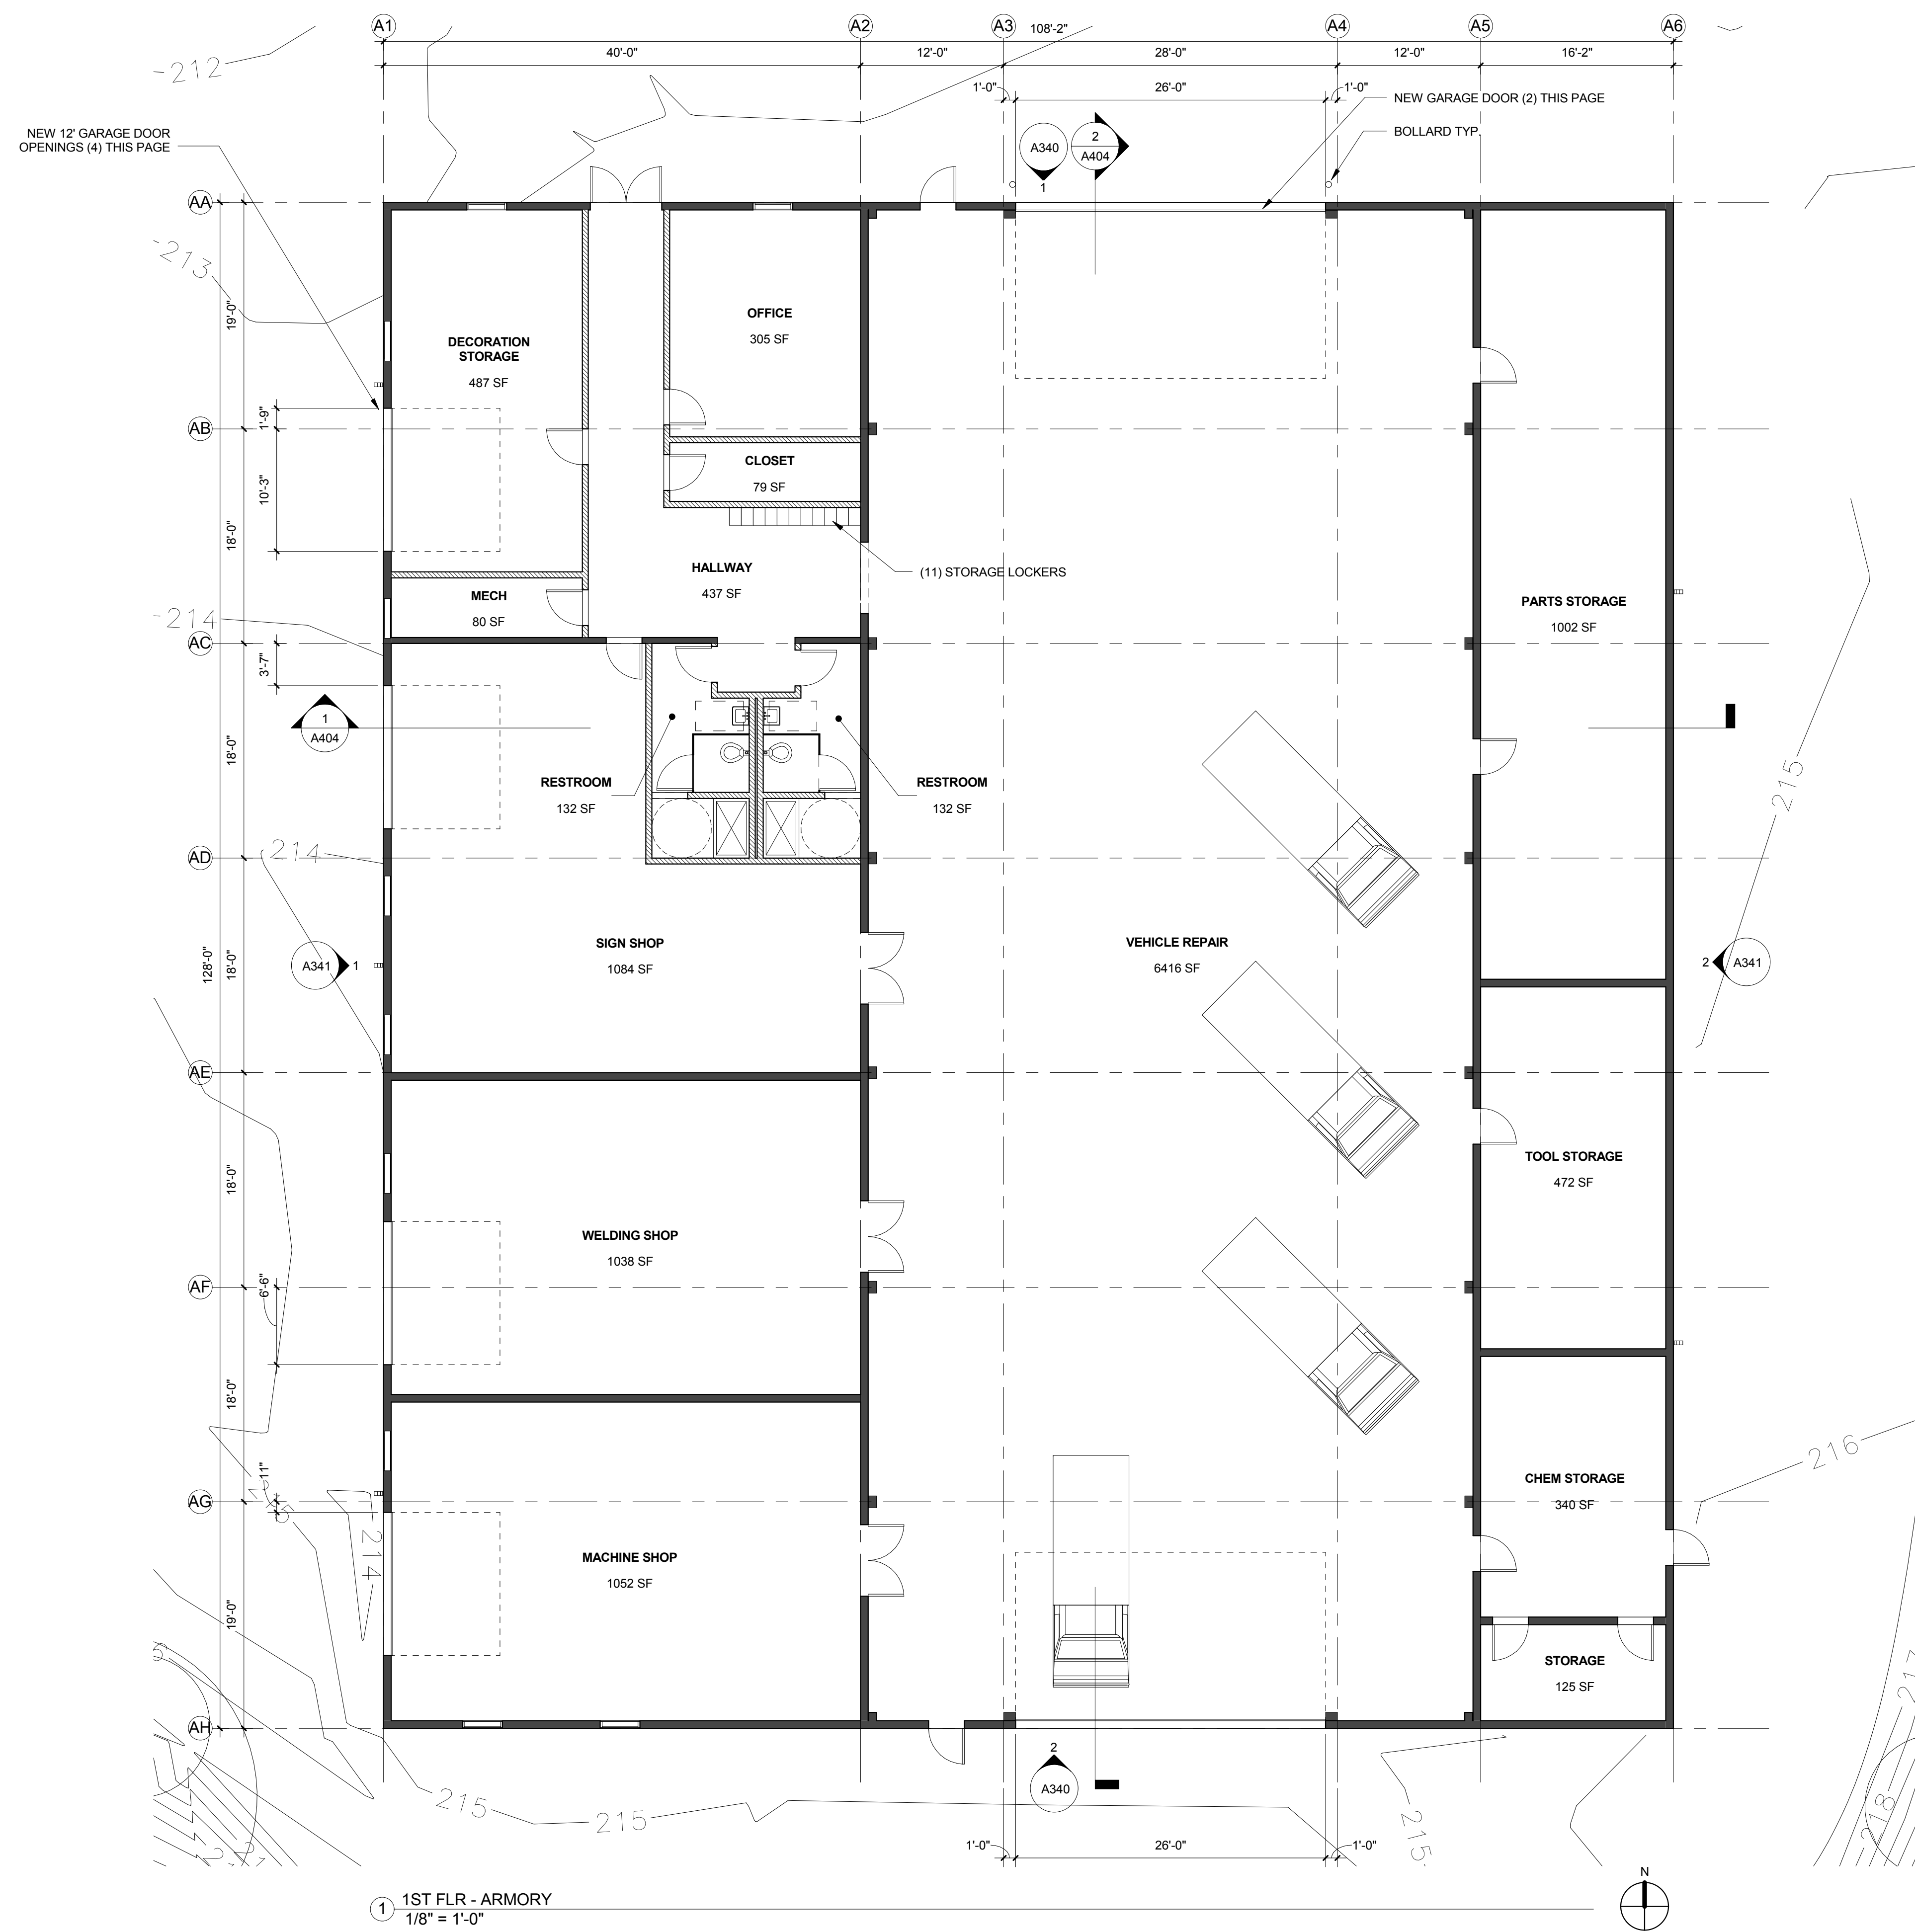 A1
A2
A3
A4
A5
A6
108'-2"
40'-0"
12'-0"
28'-0"
12'-0"
16'-2"
1'-0"
26'-0"
1'-0"
212
NEW GARAGE DOOR (2) THIS PAGE
BOLLARD TYP.
NEW 12' GARAGE DOOR
OPENINGS (4) THIS PAGE
A340
1
2
A404
AA
213
19'-0"
DECORATION
STORAGE
487 SF
OFFICE
305 SF
1'-9"
AB
CLOSET
79 SF
10'-3"
18'-0"
HALLWAY
437 SF
(11) STORAGE LOCKERS
MECH
80 SF
PARTS STORAGE
1002 SF
214
AC
3'-7"
1
A404
18'-0"
RESTROOM
132 SF
RESTROOM
132 SF
215
AD
214
128'-0"
18'-0"
A341
1
SIGN SHOP
1084 SF
VEHICLE REPAIR
6416 SF
2
A341
AE
18'-0"
TOOL STORAGE
472 SF
WELDING SHOP
1038 SF
AF
6'-6"
18'-0"
216
CHEM STORAGE
340 SF
11"
AG
215
214
MACHINE SHOP
1052 SF
19'-0"
STORAGE
125 SF
217
AH
2
A340
215
215
215
218
1'-0"
26'-0"
1'-0"
N
1
1ST FLR - ARMORY
1/8" = 1'-0"